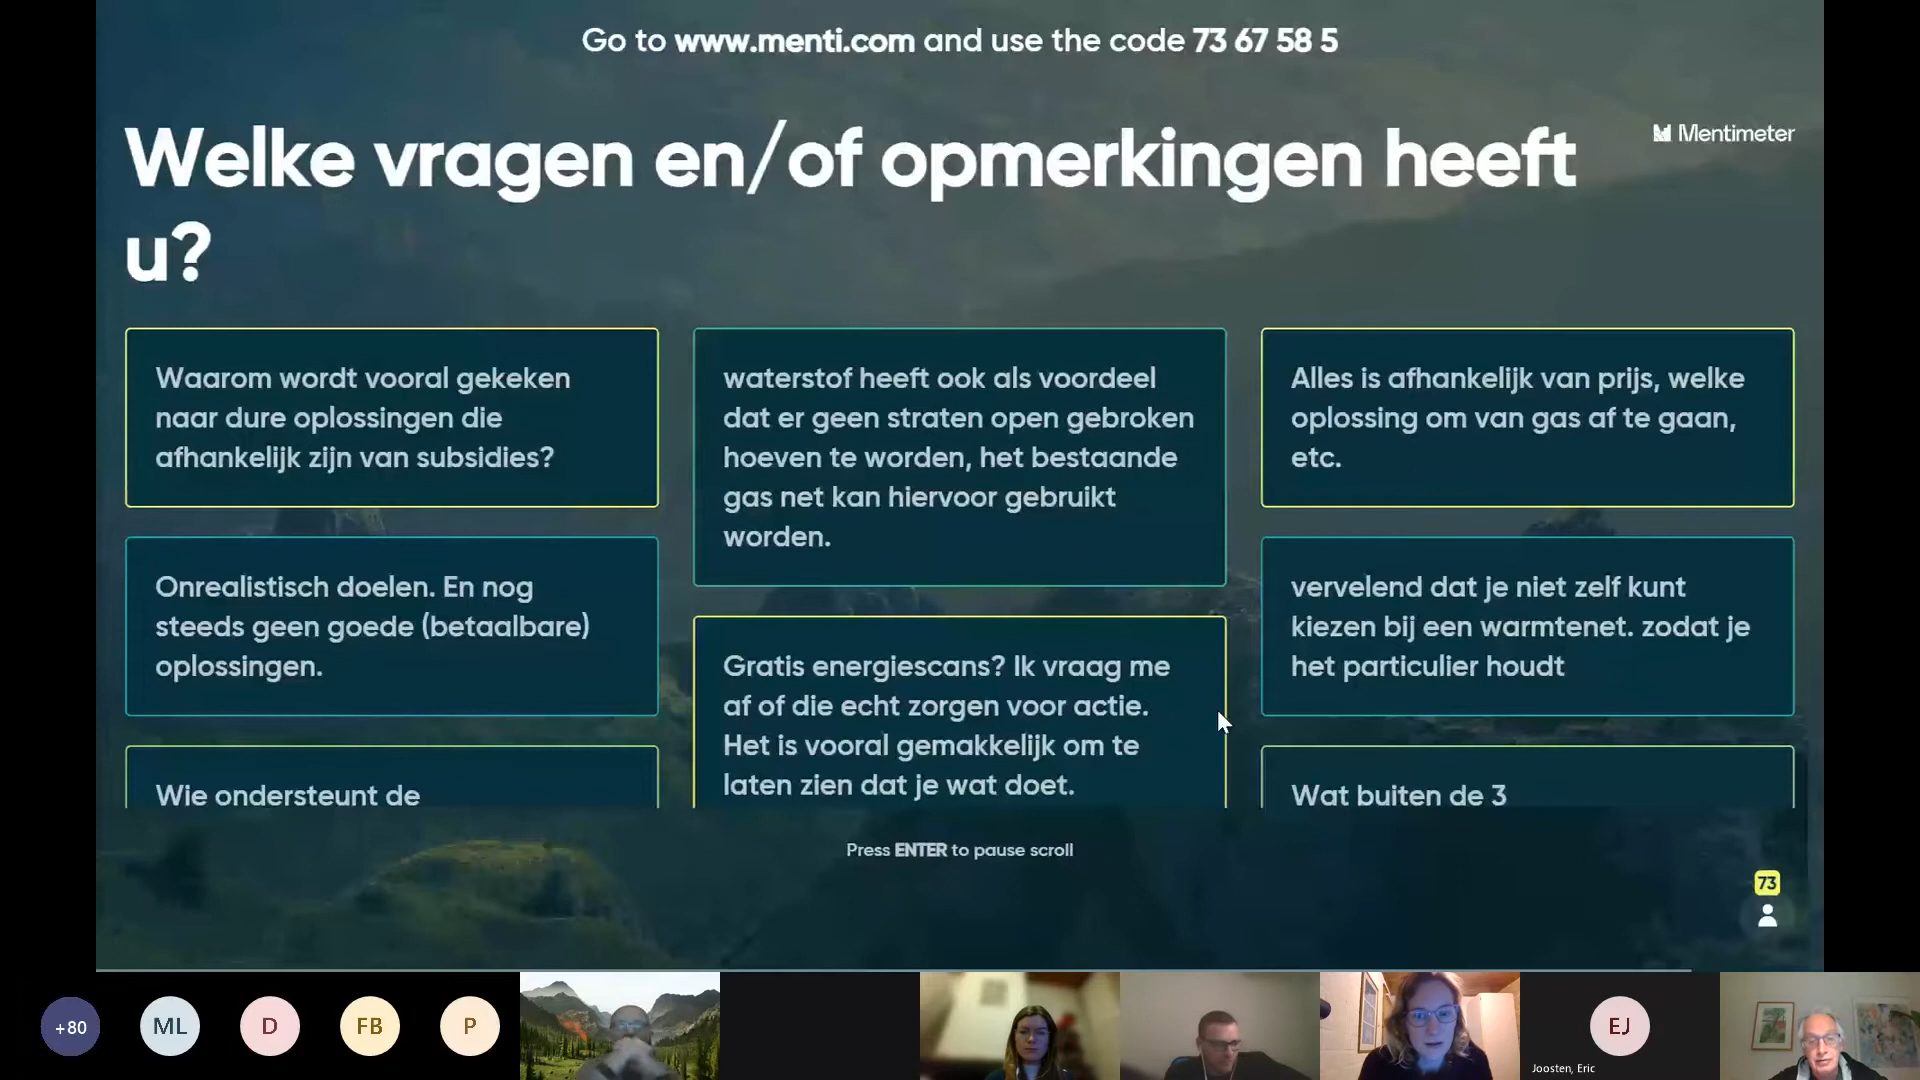 Go to www.menti.com and use the code 73 67 58 5
Welke vragen en/of opmerkingen heeft
u?
Mentimeter
Waarom wordt vooral gekeken
naar dure oplossingen die
afhankelijk zijn van subsidies?
Onrealistisch doelen. En nog
steeds geen goede (betaalbare)
oplossingen.
Wie ondersteunt de
waterstof heeft ook als voordeel
dat er geen straten open gebroken
hoeven te worden, het bestaande
gas net kan hiervoor gebruikt
worden.
Gratis energiescans? Ik vraag me
af of die echt zorgen voor actie.
Het is vooral gemakkelijk om te
laten zien dat je wat doet.
Alles is afhankelijk van prijs, welke
oplossing om van gas af te gaan,
etc.
vervelend dat je niet zelf kunt
kiezen bij een warmtenet. zodat je
het particulier houdt
Wat buiten de 3
Press ENTER to pause scroll
73
+80
ML
D
FB
P
EJ
Joosten, Eric